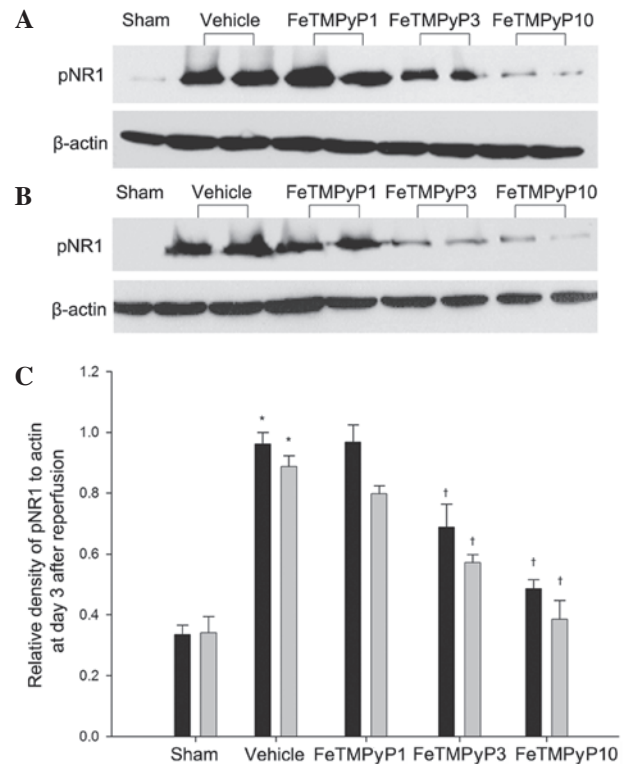 A
Sham Vehicle FeTMPyP1 FeTMPyP3 FeTMPyP10
pNR1
β-actin
B
Sham Vehicle FeTMPyP1 FeTMPyP3 FeTMPyP10
pNR1
β-actin
C
Relative density of pNR1 to actin
at day 3 after reperfusion
1.2
1.0
0.8
0.6
0.4
0.2
0.0
* * † † † †
Sham Vehicle FeTMPyP1 FeTMPyP3 FeTMPyP10